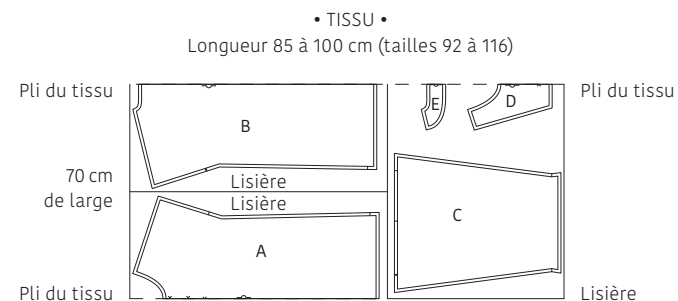 • TISSU •
Longueur 85 à 100 cm (tailles 92 à 116)
Pli du tissu
Pli du tissu
E
D
B
70 cm
de large
Lisière
Lisière
C
A
Pli du tissu
Lisière